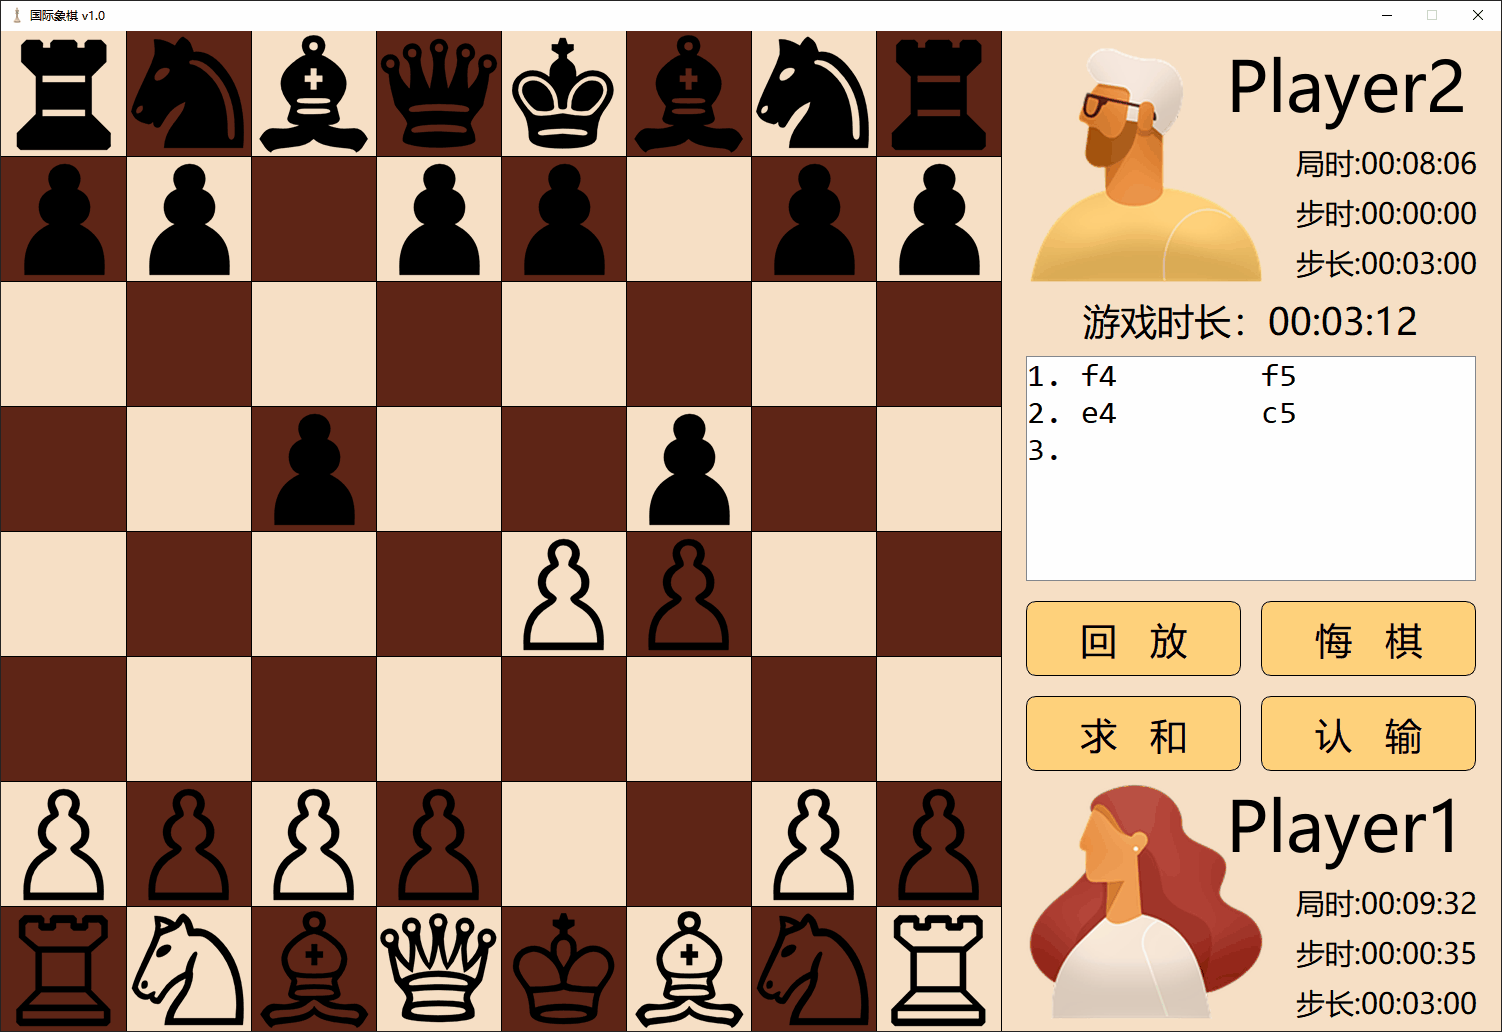 国际象棋 v1.0
Player2
局时:00:08:06
步时:00:00:00
步长:00:03:00
游戏时长：00:03:12
1. f4 f5
2. e4 c5
3.
回 放
悔 棋
求 和
认 输
Player1
局时:00:09:32
步时:00:00:35
步长:00:03:00